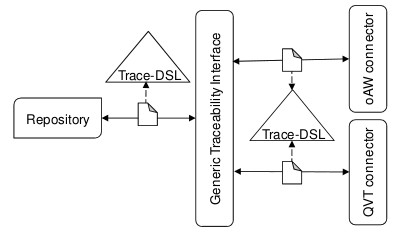 Trace-DSL
Repository
Generic Traceability Interface
Trace-DSL
oAW connector
QVT connector